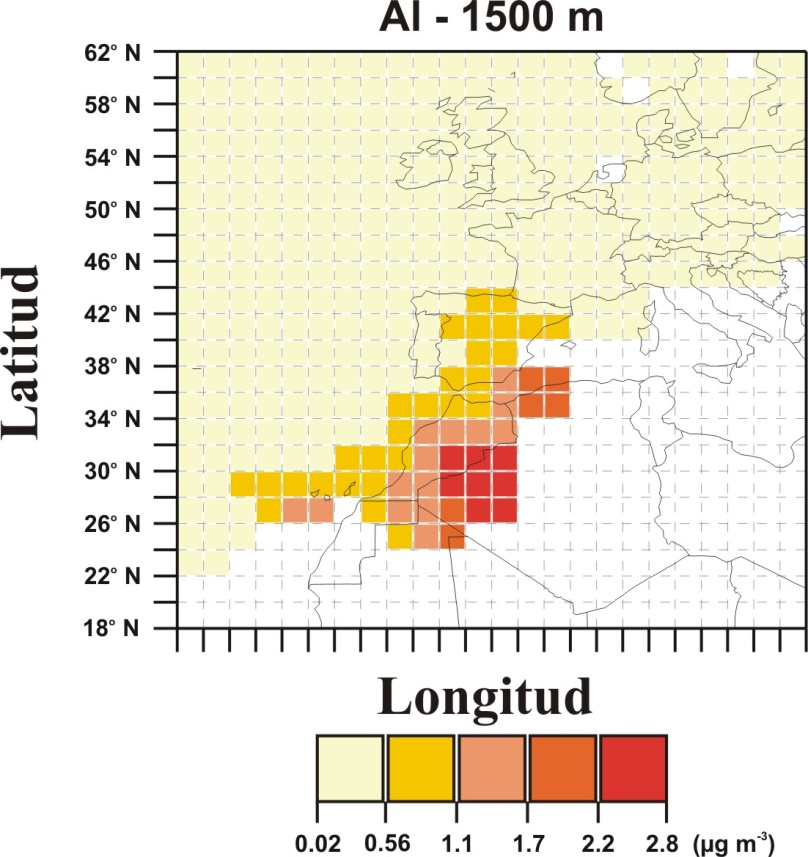 Al - 1500 m
62° N
58° N
54° N
50° N
46° N
42° N
38° N
34° N
30° N
26° N
22° N
18° N
Latitud
Longitud
0.02 0.56 1.1 1.7 2.2 2.8 (µg m⁻³)